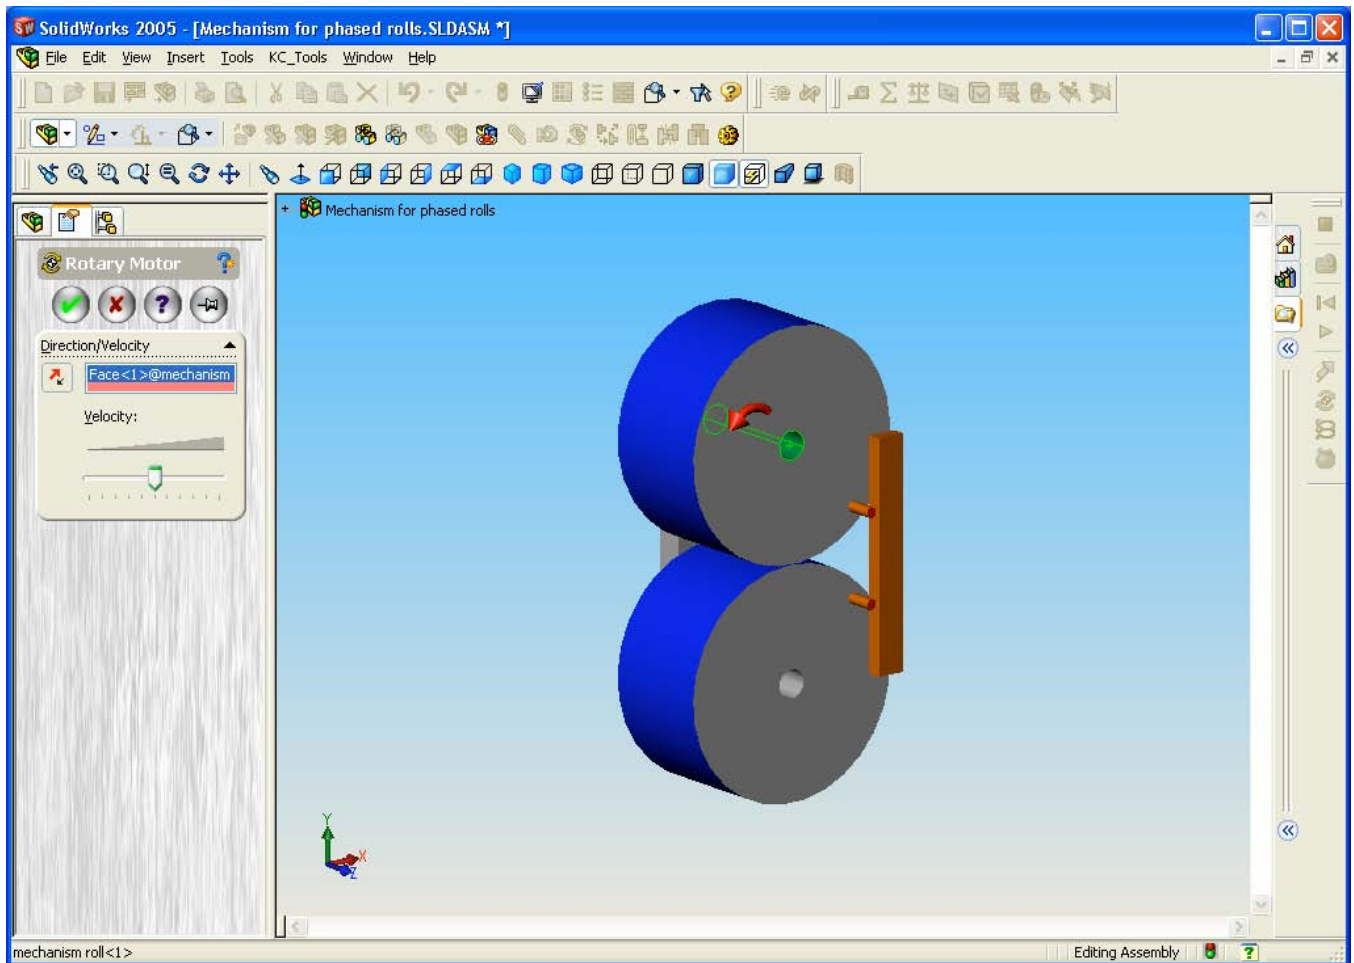 SolidWorks 2005 - [Mechanism for phased rolls.SLDASM *]
File Edit View Insert Tools KC_Tools Window Help
Mechanism for phased rolls
Rotary Motor
Direction/Velocity
Face<1>@mechanism
Velocity:
Y
X
Z
mechanism roll<1>
Editing Assembly